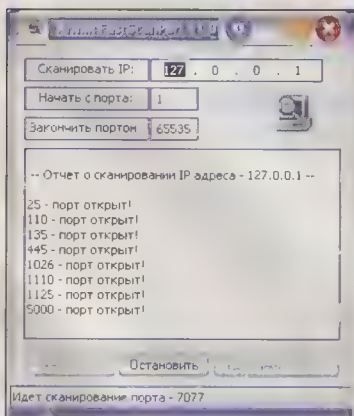 Сканировать IP: 127 . 0 . 0 . 1
Начать с порта: 1
Закончить портом 65535
-- Отчет о сканировании IP адреса - 127.0.0.1 --
25 - порт открыт!
110 - порт открыт!
135 - порт открыт!
445 - порт открыт!
1026 - порт открыт!
1110 - порт открыт!
1125 - порт открыт!
5000 - порт открыт!
Остановить
Идет сканирование порта - 7077